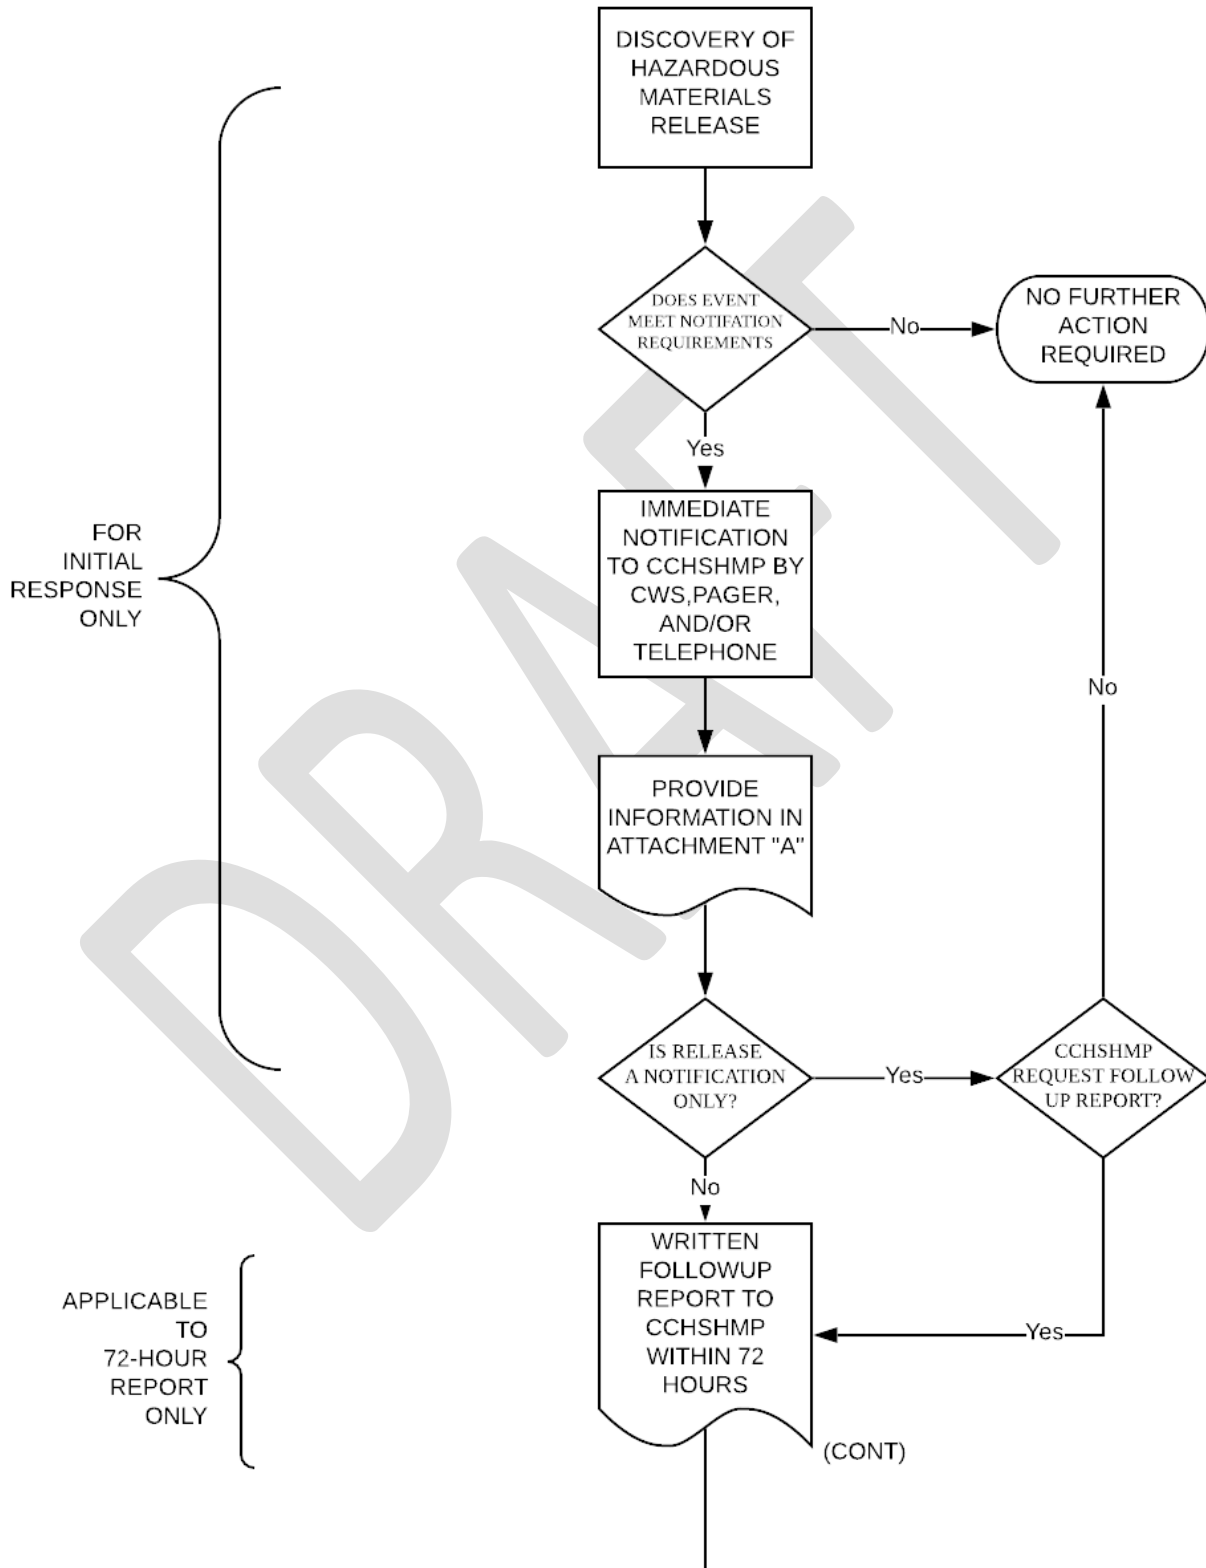 DISCOVERY OF
HAZARDOUS
MATERIALS
RELEASE
DOES EVENT
MEET NOTIFATION
REQUIREMENTS
No
NO FURTHER
ACTION
REQUIRED
Yes
IMMEDIATE
NOTIFICATION
TO CCHSHMP BY
CWS,PAGER,
AND/OR
TELEPHONE
FOR
INITIAL
RESPONSE
ONLY
No
PROVIDE
INFORMATION IN
ATTACHMENT "A"
IS RELEASE
A NOTIFICATION
ONLY?
Yes
CCHSHMP
REQUEST FOLLOW
UP REPORT?
No
WRITTEN
FOLLOWUP
REPORT TO
CCHSHMP
WITHIN 72
HOURS
Yes
APPLICABLE
TO
72-HOUR
REPORT
ONLY
(CONT)
DRAFT